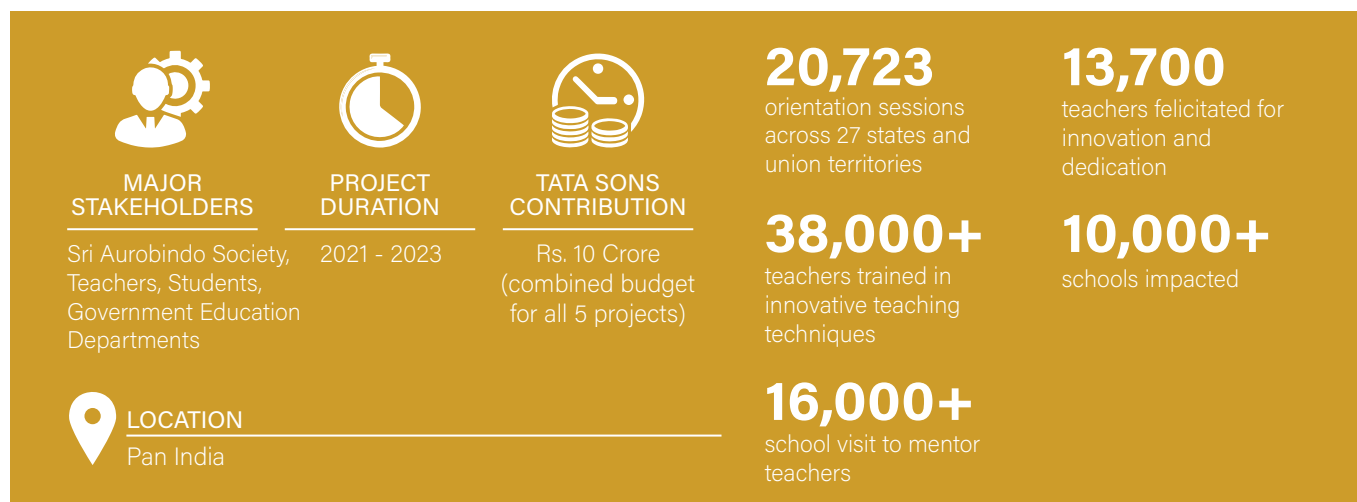 MAJOR
STAKEHOLDERS
Sri Aurobindo Society,
Teachers, Students,
Government Education
Departments
PROJECT
DURATION
2021 - 2023
TATA SONS
CONTRIBUTION
Rs. 10 Crore
(combined budget
for all 5 projects)
LOCATION
Pan India
20,723
orientation sessions
across 27 states and
union territories
38,000+
teachers trained in
innovative teaching
techniques
16,000+
school visit to mentor
teachers
13,700
teachers felicitated for
innovation and
dedication
10,000+
schools impacted